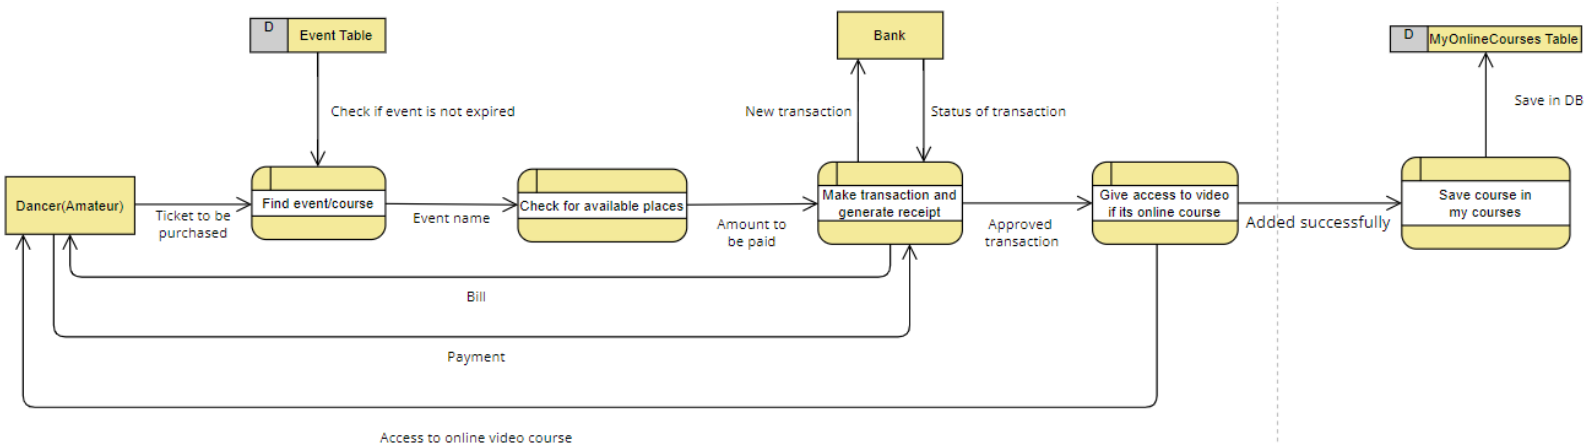 D
Event Table
Bank
D
MyOnlineCourses Table
Check if event is not expired
New transaction
Status of transaction
Save in DB
Dancer(Amateur)
Ticket to be
purchased
Find event/course
Event name
Check for available places
Amount to
be paid
Make transaction and
generate receipt
Approved
transaction
Give access to video
if its online course
Added successfully
Save course in
my courses
Bill
Payment
Access to online video course